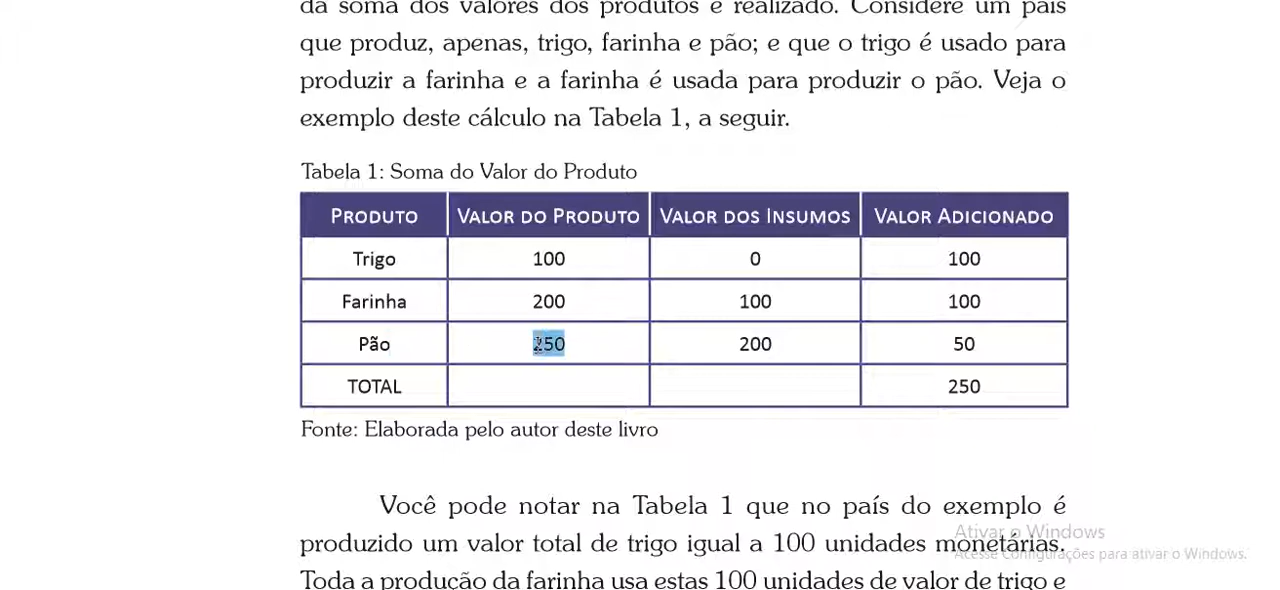 da soma dos valores dos produtos é realizado. Considere um país
que produz, apenas, trigo, farinha e pão; e que o trigo é usado para
produzir a farinha e a farinha é usada para produzir o pão. Veja o
exemplo deste cálculo na Tabela 1, a seguir.
Tabela 1: Soma do Valor do Produto
PRODUTO VALOR DO PRODUTO VALOR DOS INSUMOS VALOR ADICIONADO
Trigo 100 0 100
Farinha 200 100 100
Pão 250 200 50
TOTAL 250
Fonte: Elaborada pelo autor deste livro
Você pode notar na Tabela 1 que no país do exemplo é
produzido um valor total de trigo igual a 100 unidades monetárias.
Toda a produção da farinha usa estas 100 unidades de valor de trigo e
Ativar o Windows
Acesse Configurações para ativar o Windows.